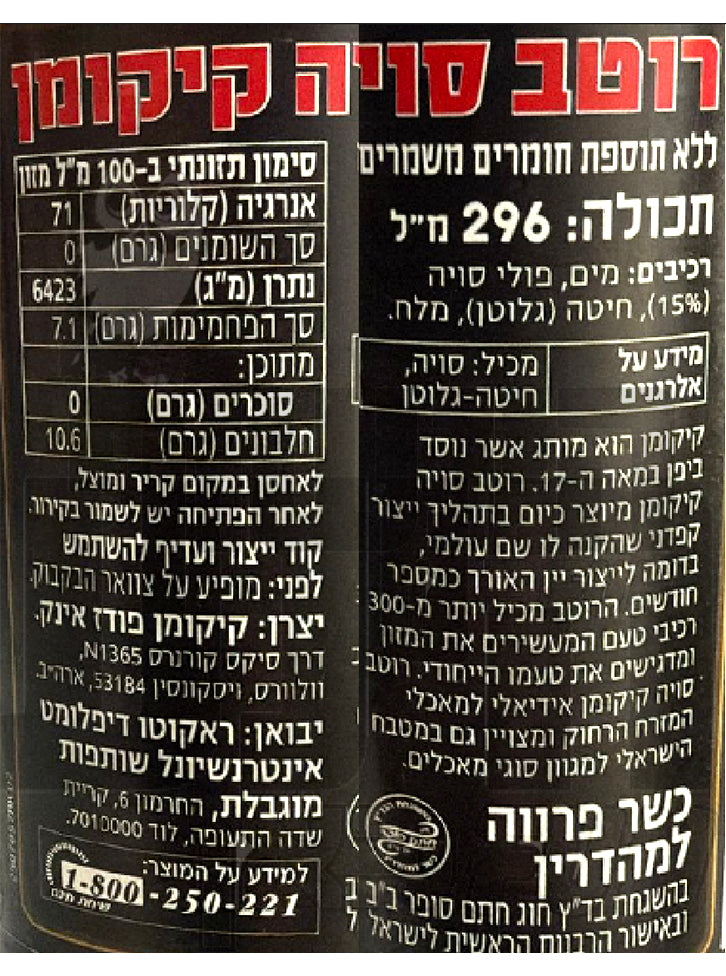 רוטב סויה קיקומן
ללא תוספת חומרים משמרים
תכולה: 296 מ"ל
רכיבים: מים, פולי סויה
(15%), חיטה (גלוטן), מלח.
מידע על אלרגנים
מכיל: סויה,
חיטה-גלוטן
קיקומן הוא מותג אשר נוסד
ביפן במאה ה-17. רוטב סויה
קיקומן מיוצר כיום בתהליך ייצור
קפדני שהקנה לו שם עולמי,
בדומה לייצור יין האורך כמספר
חודשים. הרוטב מכיל יותר מ-300
רכיבי טעם המעשירים את המזון
ומדגישים את טעמו הייחודי. רוטב
סויה קיקומן אידיאלי למאכלי
המזרח הרחוק ומצויין גם במטבח
הישראלי למגוון סוגי מאכלים.
כשר פרווה
למהדרין
בהשגחת בד"ץ חוג חתם סופר ב"ב
ובאישור הרבנות הראשית לישראל
סימון תזונתי ב-100 מ"ל מזון
אנרגיה (קלוריות) 71
סך השומנים (גרם) 0
נתרן (מ"ג) 6423
סך הפחמימות (גרם) 7.1
מתוכן:
סוכרים (גרם) 0
חלבונים (גרם) 10.6
לאחסן במקום קריר ומוצל,
לאחר הפתיחה יש לשמור בקירור.
קוד ייצור ועדיף להשתמש
לפני: מופיע על צוואר הבקבוק.
יצרן: קיקומן פודז אינק.
דרך סיקס קורנרס N1365,
וולוורס, ויסקונסין 53184, ארה"ב.
יבואן: ראקוטו דיפלומט
אינטרנשיונל שותפות
מוגבלת, החרמון 6, קריית
שדה התעופה, לוד 7010000.
למידע על המוצר:
1-800-250-221
שיחת חינם